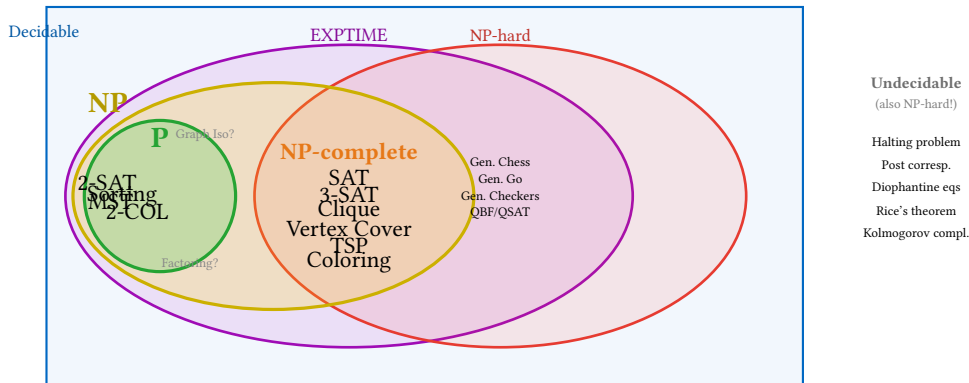 Decidable
EXPTIME
NP-hard
NP
P
Graph Iso?
2-SAT
Sorting
MST
2-COL
Factoring?
NP-complete
SAT
3-SAT
Clique
Vertex Cover
TSP
Coloring
Gen. Chess
Gen. Go
Gen. Checkers
QBF/QSAT
Undecidable
(also NP-hard!)
Halting problem
Post corresp.
Diophantine eqs
Rice's theorem
Kolmogorov compl.